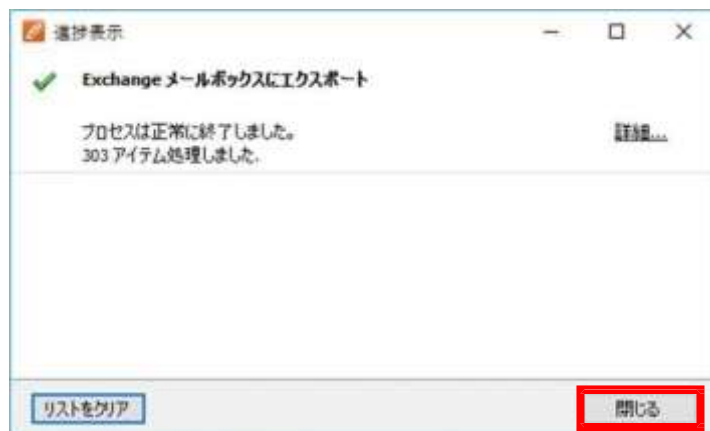 進捗表示
Exchange メールボックスにエクスポート
プロセスは正常に終了しました。
詳細...
303 アイテム処理しました.
リストをクリア
閉じる